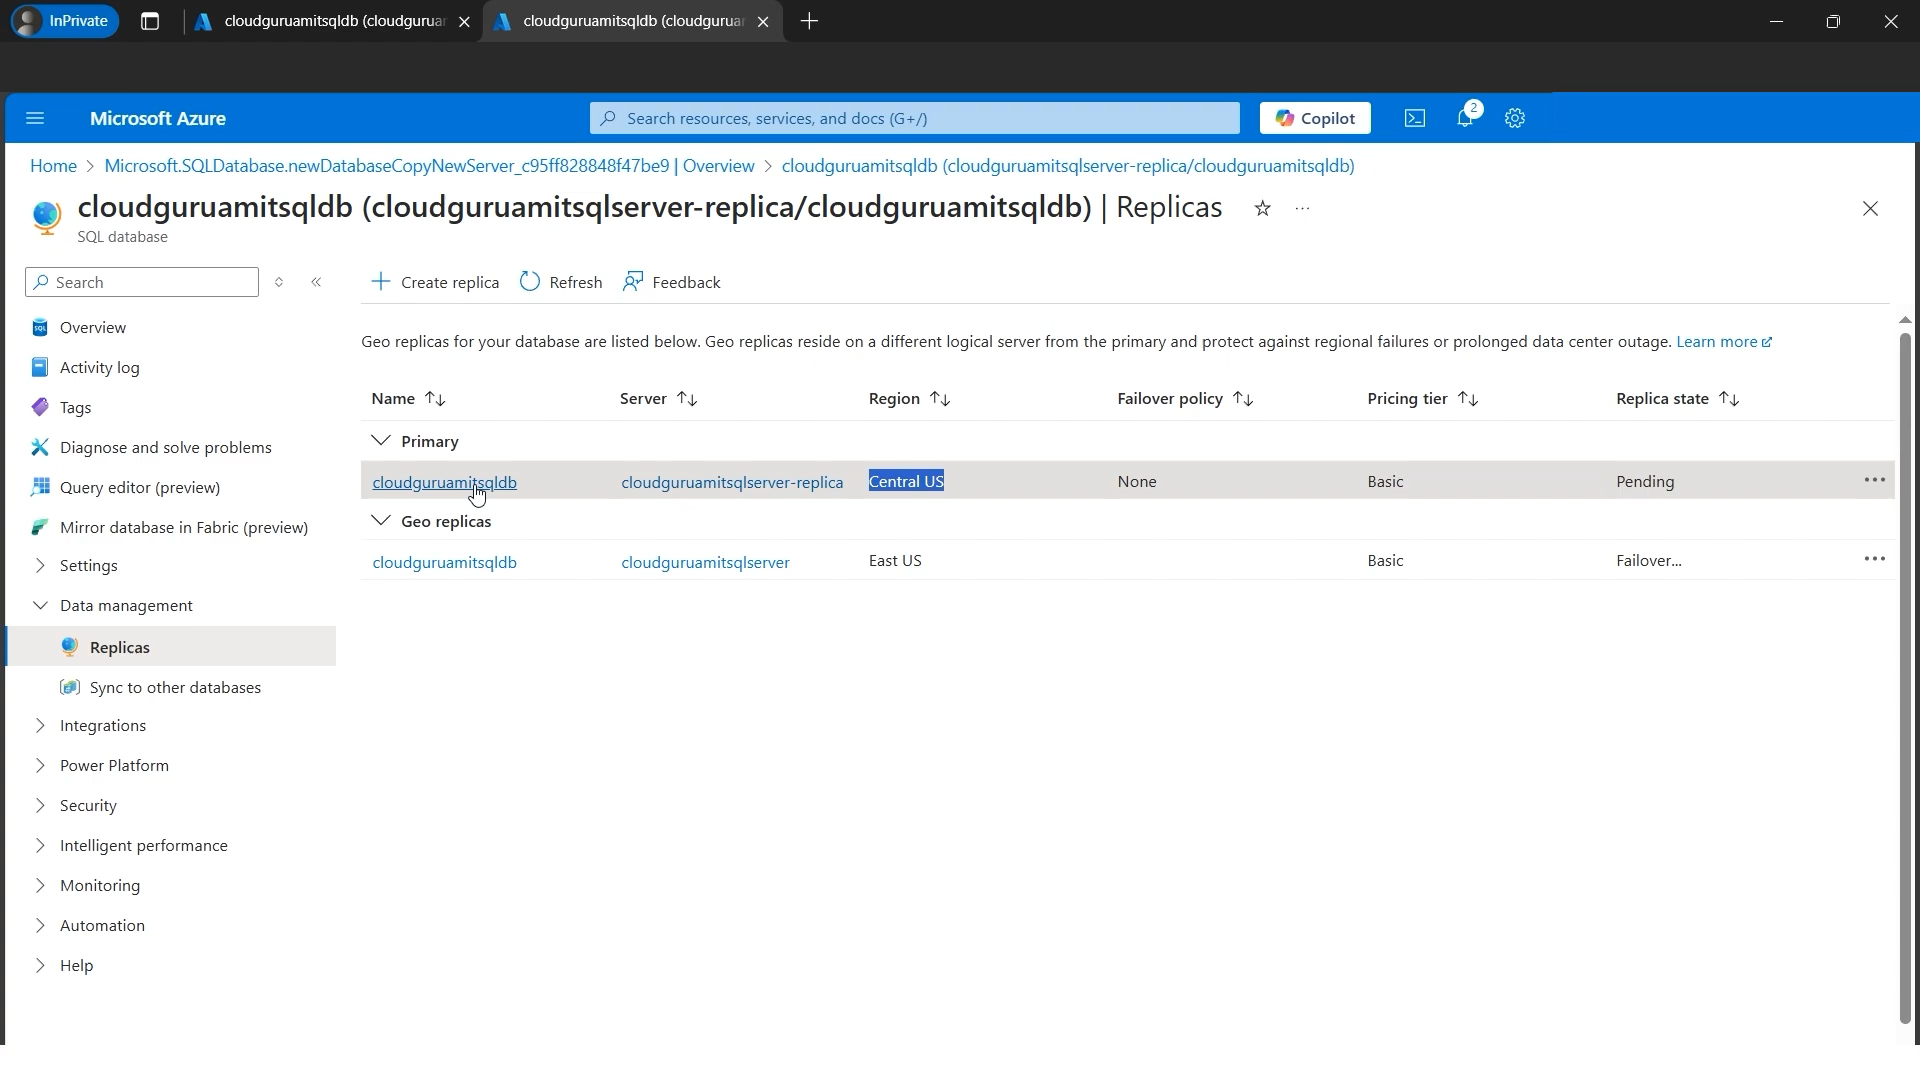 InPrivate
cloudguruamitsqldb (cloudguruar
cloudguruamitsqldb (cloudguruar
Microsoft Azure
Search resources, services, and docs (G+/)
Copilot
2
Home > Microsoft.SQLDatabase.newDatabaseCopyNewServer_c95ff828848f47be9 | Overview > cloudguruamitsqldb (cloudguruamitsqlserver-replica/cloudguruamitsqldb)
cloudguruamitsqldb (cloudguruamitsqlserver-replica/cloudguruamitsqldb) | Replicas
SQL database
Search
Overview
Activity log
Tags
Diagnose and solve problems
Query editor (preview)
Mirror database in Fabric (preview)
Settings
Data management
Replicas
Sync to other databases
Integrations
Power Platform
Security
Intelligent performance
Monitoring
Automation
Help
Create replica Refresh Feedback
Geo replicas for your database are listed below. Geo replicas reside on a different logical server from the primary and protect against regional failures or prolonged data center outage. Learn more
Name Server Region Failover policy Pricing tier Replica state
Primary
cloudguruamitsqldb cloudguruamitsqlserver-replica Central US None Basic Pending
Geo replicas
cloudguruamitsqldb cloudguruamitsqlserver East US Basic Failover...